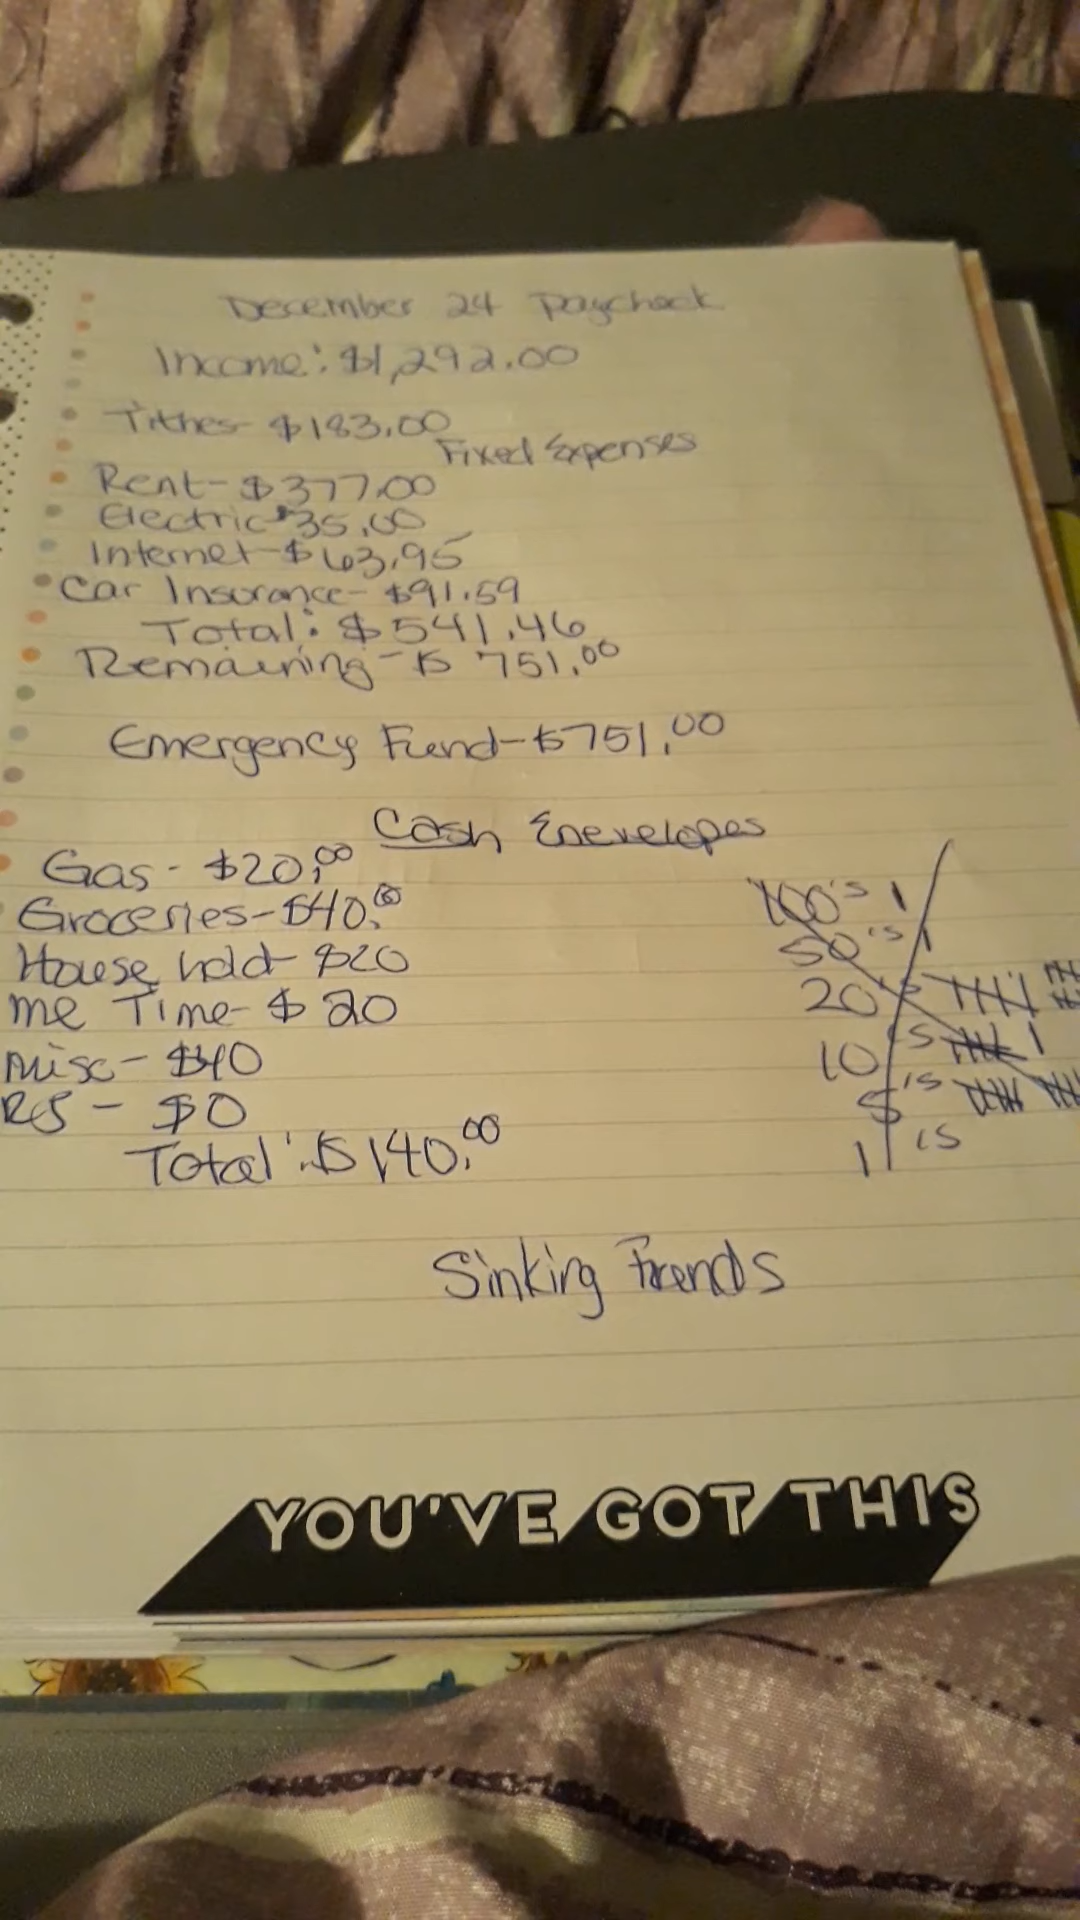 December 24 Paycheck
Income: $1,292.00
Tithes- $183.00
Fixed Expenses
Rent- $377.00
Electric-$35.00
Internet-$63.95
Car Insurance- $91.59
Total: $541.46
Remaining- $751.00
Emergency Fund-$751.00
Cash Enevelopes
Gas- $20.00
Groceries-$40.00
House hold- $20
me Time- $20
Misc- $40
RS - $0
Total: $140.00
100's 1
50's 1
20's
10's
5's
1's
Sinking Funds
YOU'VE GOT THIS